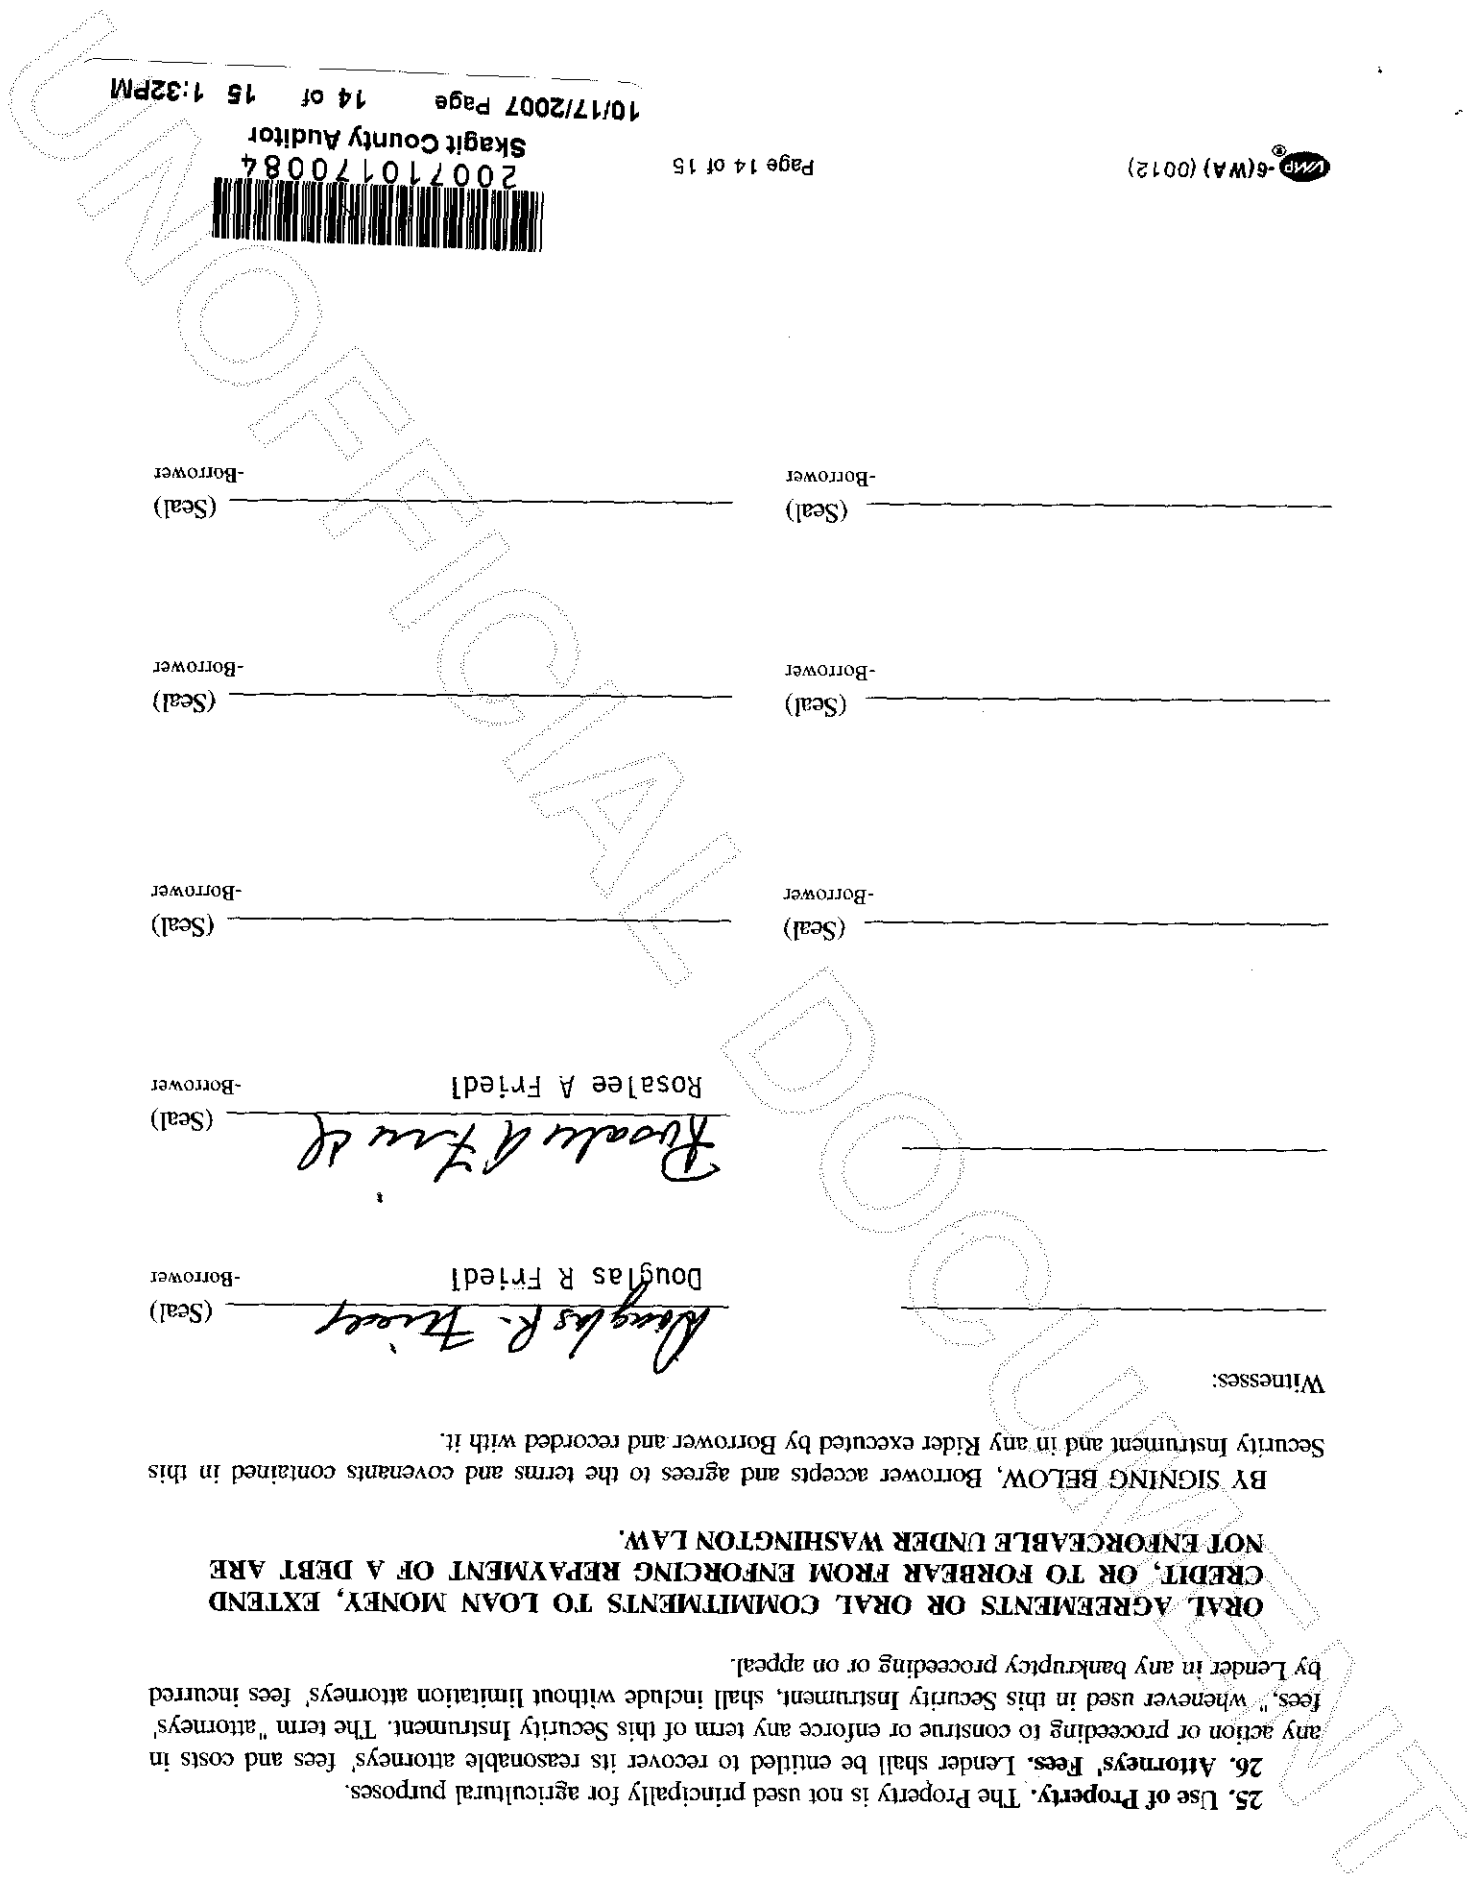 25. Use of Property. The Property is not used principally for agricultural purposes.
26. Attorneys' Fees. Lender shall be entitled to recover its reasonable attorneys' fees and costs in
any action or proceeding to construe or enforce any term of this Security Instrument. The term "attorneys'
fees," whenever used in this Security Instrument, shall include without limitation attorneys' fees incurred
by Lender in any bankruptcy proceeding or on appeal.
ORAL AGREEMENTS OR ORAL COMMITMENTS TO LOAN MONEY, EXTEND
CREDIT, OR TO FORBEAR FROM ENFORCING REPAYMENT OF A DEBT ARE
NOT ENFORCEABLE UNDER WASHINGTON LAW.
BY SIGNING BELOW, Borrower accepts and agrees to the terms and covenants contained in this
Security Instrument and in any Rider executed by Borrower and recorded with it.
Witnesses:
Douglas R. Friedl (Seal)
Douglas R Friedl -Borrower
Rosalee A Friedl (Seal)
Rosalee A Friedl -Borrower
(Seal) (Seal)
-Borrower -Borrower
(Seal) (Seal)
-Borrower -Borrower
(Seal) (Seal)
-Borrower -Borrower
VMP®-6(WA) (0012) Page 14 of 15
200710170084
Skagit County Auditor
10/17/2007 Page 14 of 15 1:32PM
UNOFFICIAL DOCUMENT